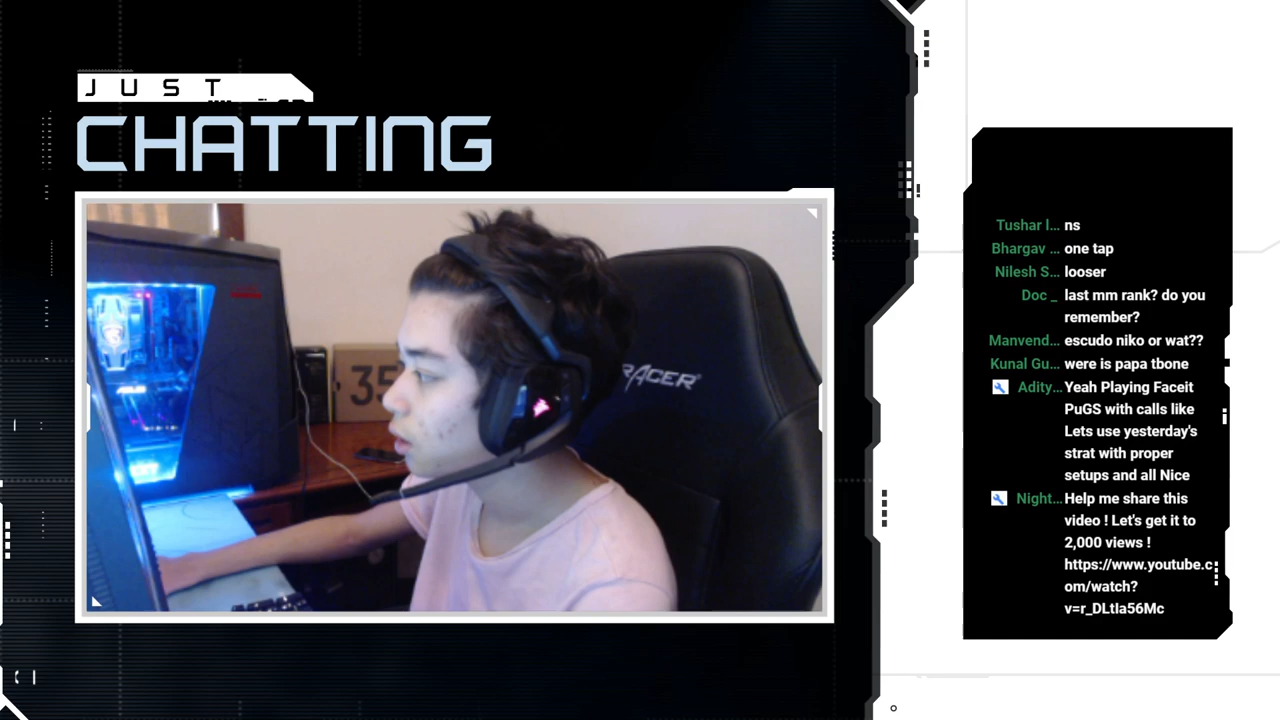 JUST
CHATTING
35
RACER
Tushar l... ns
Bhargav ... one tap
Nilesh S... looser
Doc _ last mm rank? do you
remember?
Manvend... escudo niko or wat??
Kunal Gu... were is papa tbone
Adity... Yeah Playing Faceit
PuGS with calls like
Lets use yesterday's
strat with proper
setups and all Nice
Night... Help me share this
video ! Let's get it to
2,000 views !
https://www.youtube.c
om/watch?
v=r_DLtIa56Mc